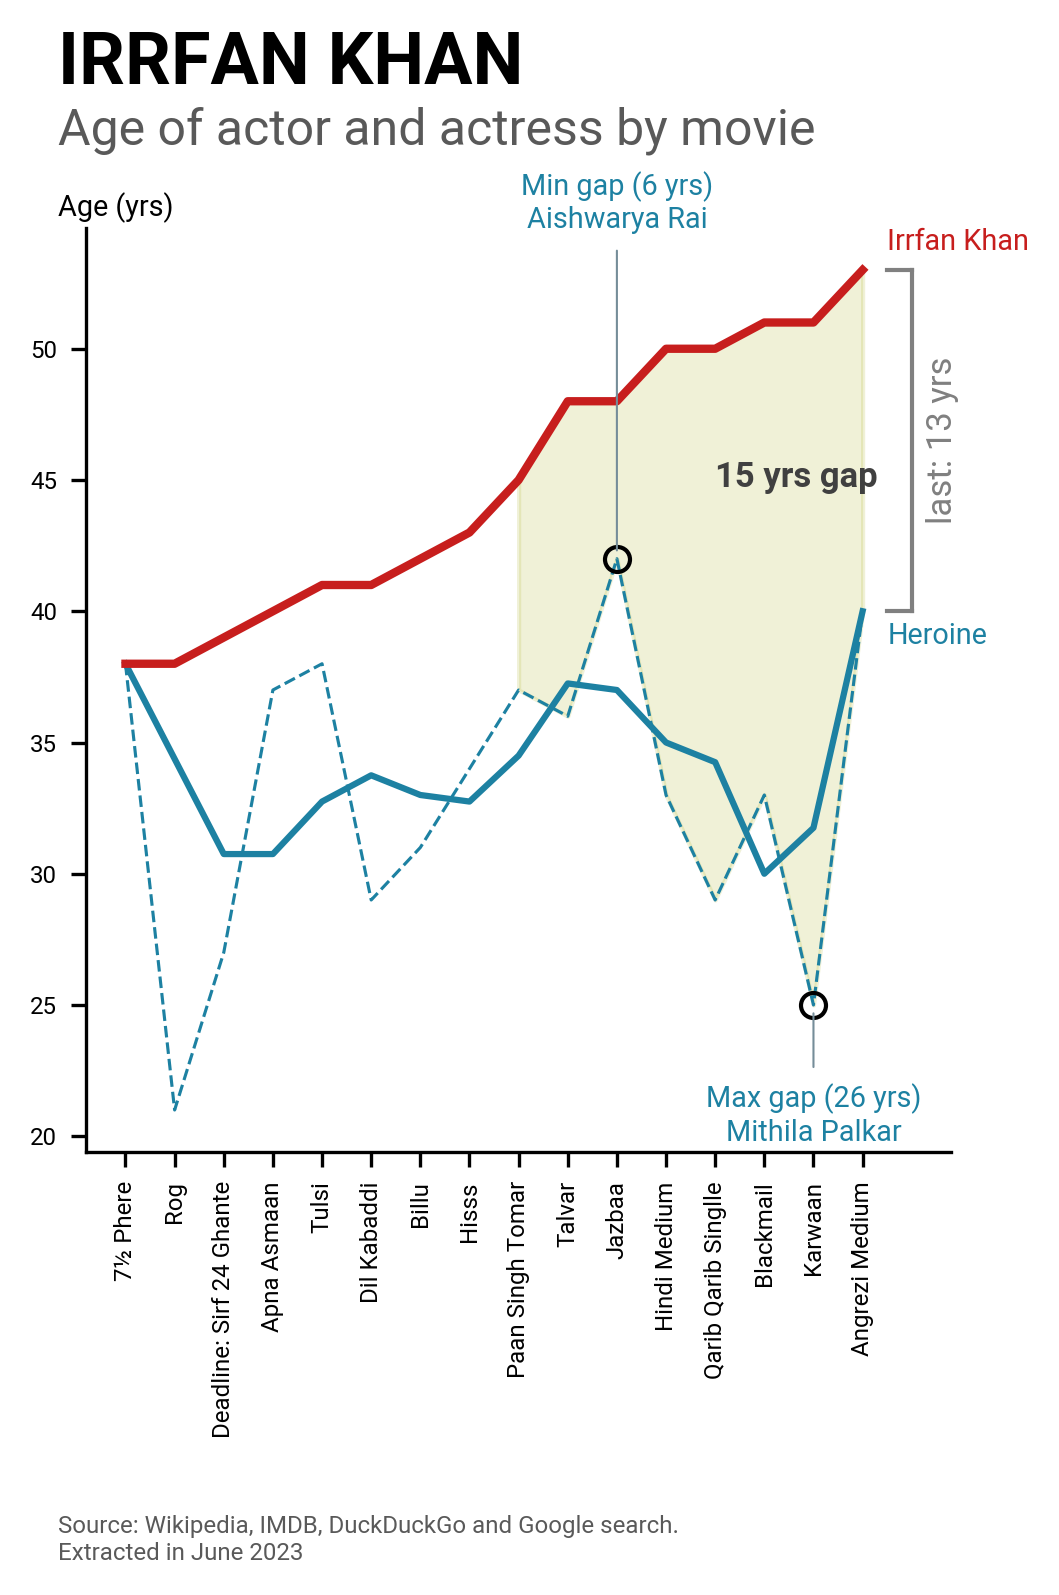 IRRFAN KHAN
Age of actor and actress by movie
Min gap (6 yrs)
Aishwarya Rai
Age (yrs)
Irrfan Khan
50
45
40
35
30
25
20
15 yrs gap
last: 13 yrs
Heroine
Max gap (26 yrs)
Mithila Palkar
7½ Phere
Rog
Deadline: Sirf 24 Ghante
Apna Asmaan
Tulsi
Dil Kabaddi
Billu
Hisss
Paan Singh Tomar
Talvar
Jazbaa
Hindi Medium
Qarib Qarib Singlle
Blackmail
Karwaan
Angrezi Medium
Source: Wikipedia, IMDB, DuckDuckGo and Google search.
Extracted in June 2023